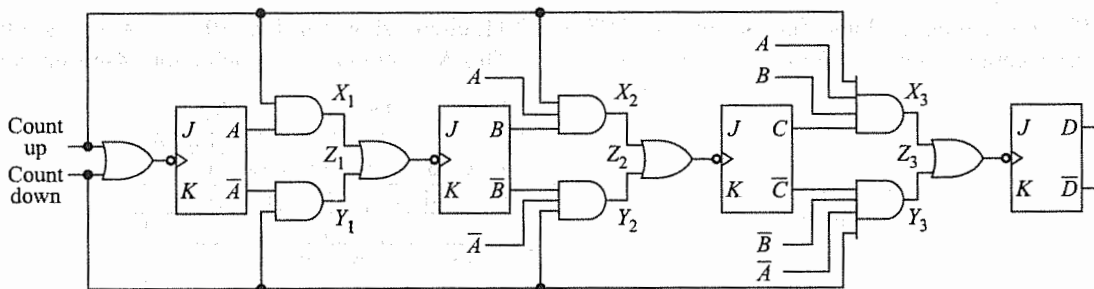 A
B
A X₁ X₂ X₃
Count up
J A J B J C J D
Z₁ Z₂ Z₃
Count down
K A̅ K B̅ K C̅ K D̅
Y₁ Y₂ Y₃
A̅ B̅
A̅